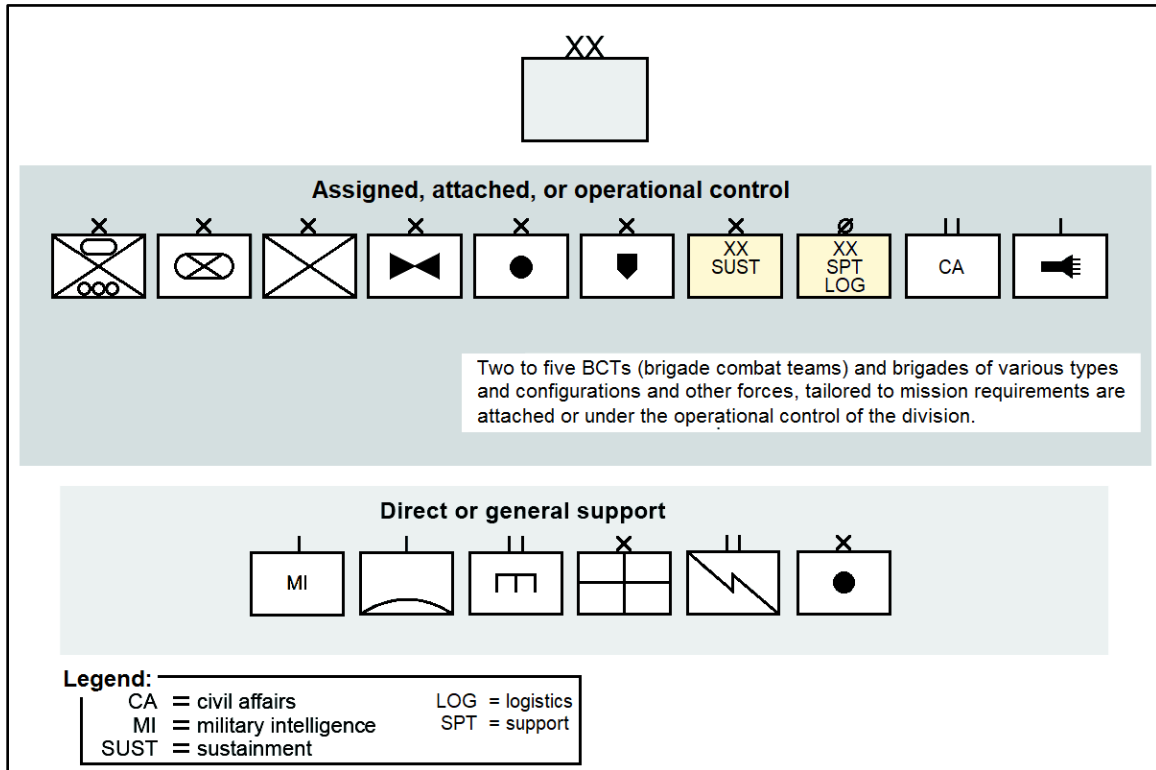 XX
Assigned, attached, or operational control
XX
SUST
XX
SPT
LOG
CA
Two to five BCTs (brigade combat teams) and brigades of various types
and configurations and other forces, tailored to mission requirements are
attached or under the operational control of the division.
Direct or general support
MI
Legend:
CA = civil affairs
LOG = logistics
MI = military intelligence
SPT = support
SUST = sustainment